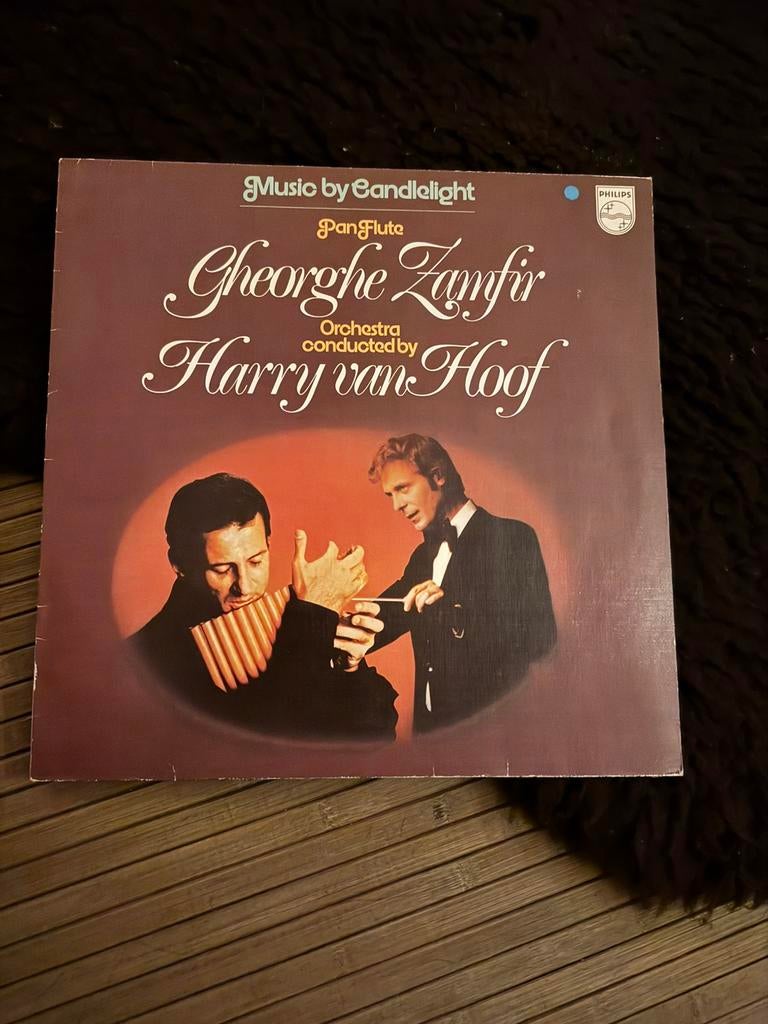 Music by Candlelight
PHILIPS
Pan Flute
Gheorghe Zamfir
Orchestra
conducted by
Harry van Hoof